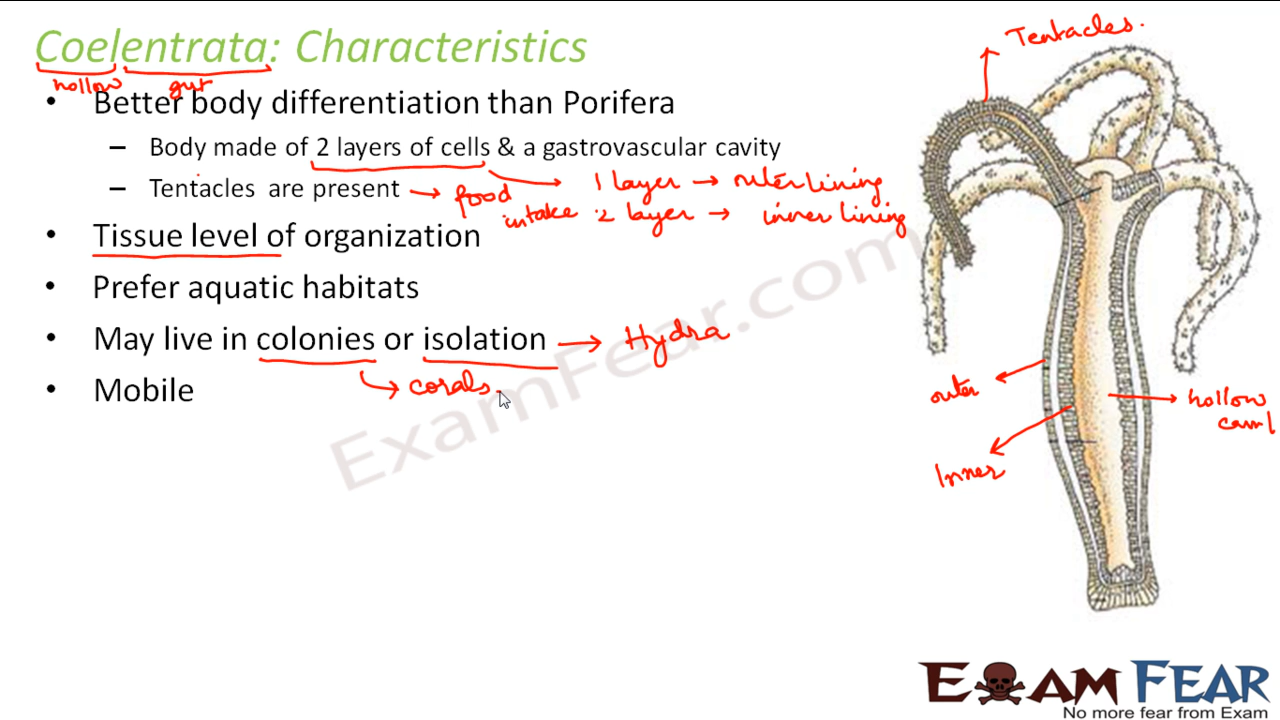 Coelentrata: Characteristics
hollow gut
• Better body differentiation than Porifera
– Body made of 2 layers of cells & a gastrovascular cavity
– Tentacles are present → food intake
1 layer → outer lining
2 layer → inner lining
• Tissue level of organization
• Prefer aquatic habitats
• May live in colonies or isolation → Hydra
→ corals.
• Mobile
Tentacles.
outer
Inner
hollow
ExamFear.com
EXAM FEAR
No more fear from Exam